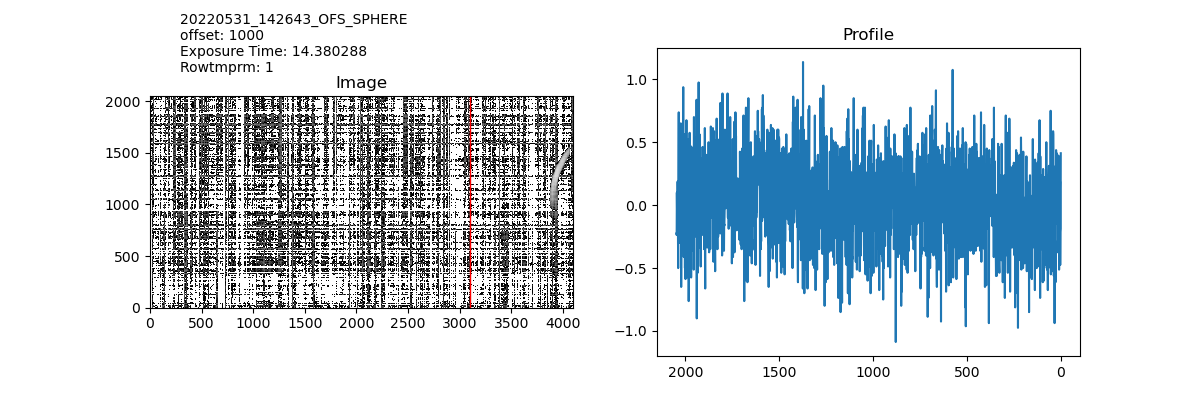 20220531_142643_OFS_SPHERE
offset: 1000
Exposure Time: 14.380288
Rowtmprm: 1
Image
2000
1500
1000
500
0
0 500 1000 1500 2000 2500 3000 3500 4000
Profile
1.0
0.5
0.0
−0.5
−1.0
2000 1500 1000 500 0